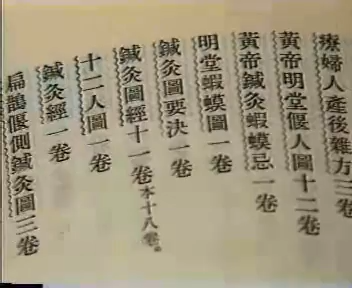 療婦人產後雜方三卷
黃帝明堂偃人圖十二卷
黃帝鍼灸蝦蟆忌一卷
明堂蝦蟆圖一卷
鍼灸圖要決一卷
鍼灸圖經十一卷本十八卷。
十二人圖一卷
鍼灸經一卷
扁鵲偃側鍼灸圖三卷